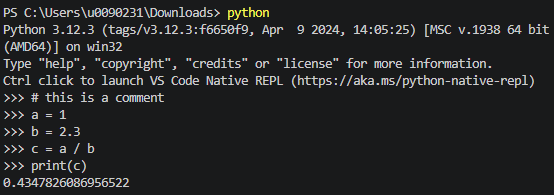 PS C:\Users\u0090231\Downloads> python
Python 3.12.3 (tags/v3.12.3:f6650f9, Apr  9 2024, 14:05:25) [MSC v.1938 64 bit
(AMD64)] on win32
Type "help", "copyright", "credits" or "license" for more information.
Ctrl click to launch VS Code Native REPL (https://aka.ms/python-native-repl)
>>> # this is a comment
>>> a = 1
>>> b = 2.3
>>> c = a / b
>>> print(c)
0.4347826086956522